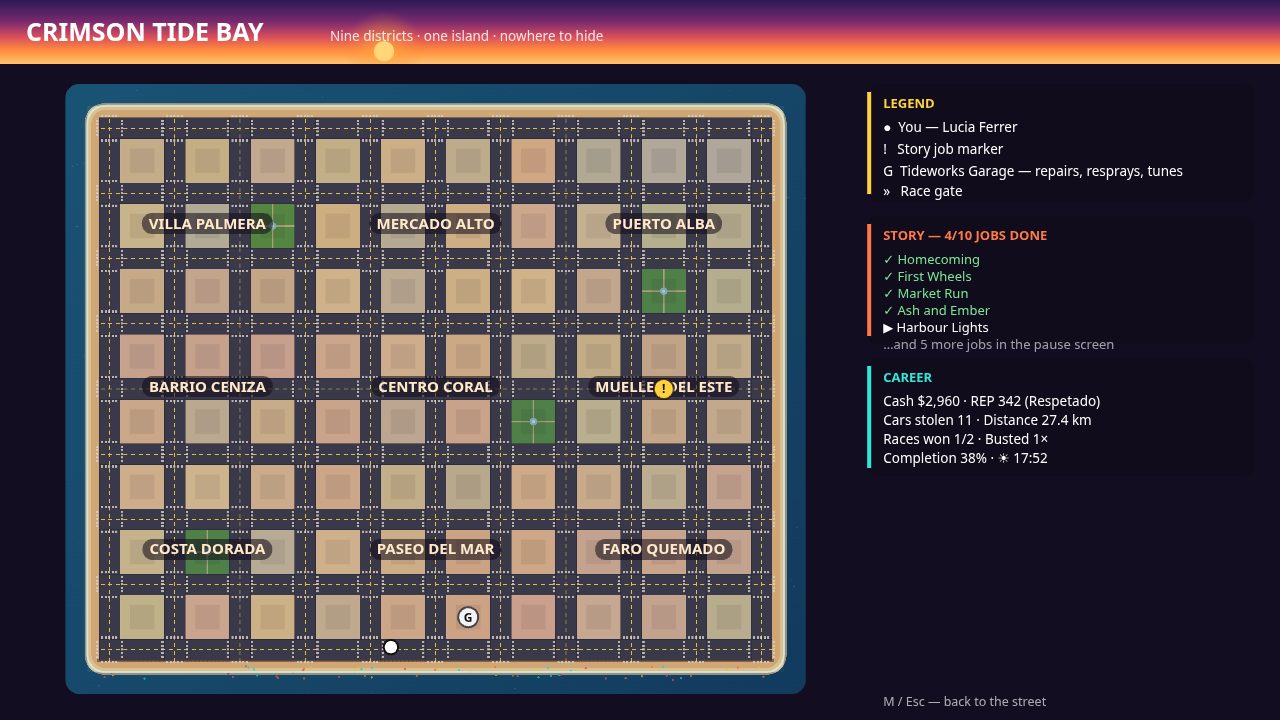 CRIMSON TIDE BAY
Nine districts · one island · nowhere to hide
VILLA PALMERA
MERCADO ALTO
PUERTO ALBA
BARRIO CENIZA
CENTRO CORAL
MUELLE DEL ESTE
!
COSTA DORADA
PASEO DEL MAR
FARO QUEMADO
G
LEGEND
● You — Lucia Ferrer
! Story job marker
G Tideworks Garage — repairs, resprays, tunes
» Race gate
STORY — 4/10 JOBS DONE
✓ Homecoming
✓ First Wheels
✓ Market Run
✓ Ash and Ember
▶ Harbour Lights
…and 5 more jobs in the pause screen
CAREER
Cash $2,960 · REP 342 (Respetado)
Cars stolen 11 · Distance 27.4 km
Races won 1/2 · Busted 1×
Completion 38% · ☀ 17:52
M / Esc — back to the street